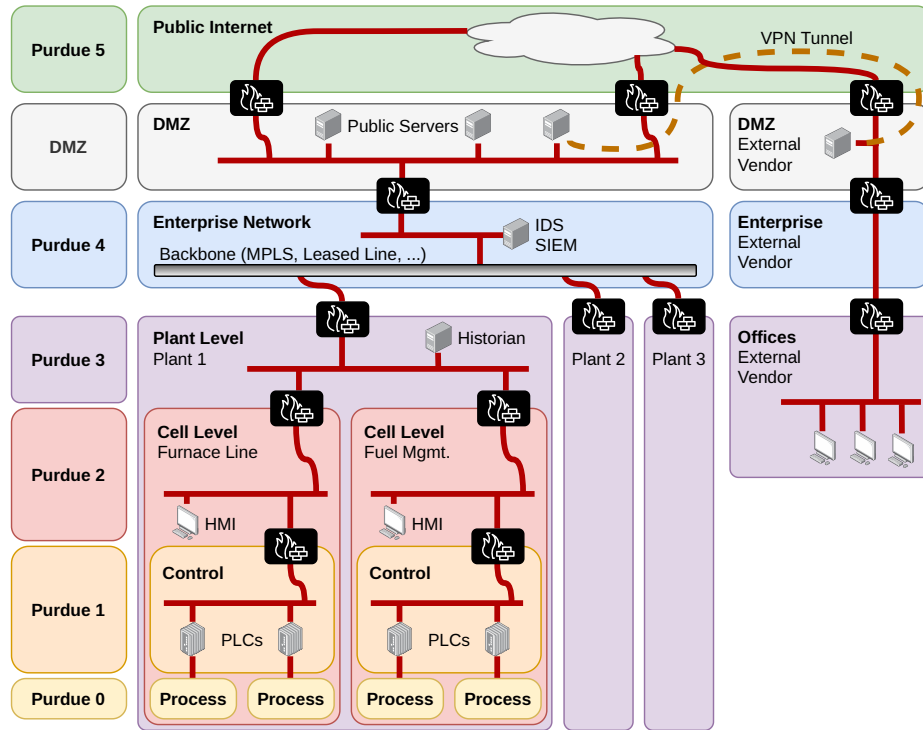 Purdue 5
Public Internet
VPN Tunnel
DMZ
DMZ
Public Servers
DMZ
External
Vendor
Purdue 4
Enterprise Network
IDS
SIEM
Backbone (MPLS, Leased Line, ...)
Enterprise
External
Vendor
Purdue 3
Plant Level
Plant 1
Historian
Plant 2
Plant 3
Offices
External
Vendor
Purdue 2
Cell Level
Furnace Line
HMI
Cell Level
Fuel Mgmt.
HMI
Purdue 1
Control
PLCs
Control
PLCs
Purdue 0
Process
Process
Process
Process